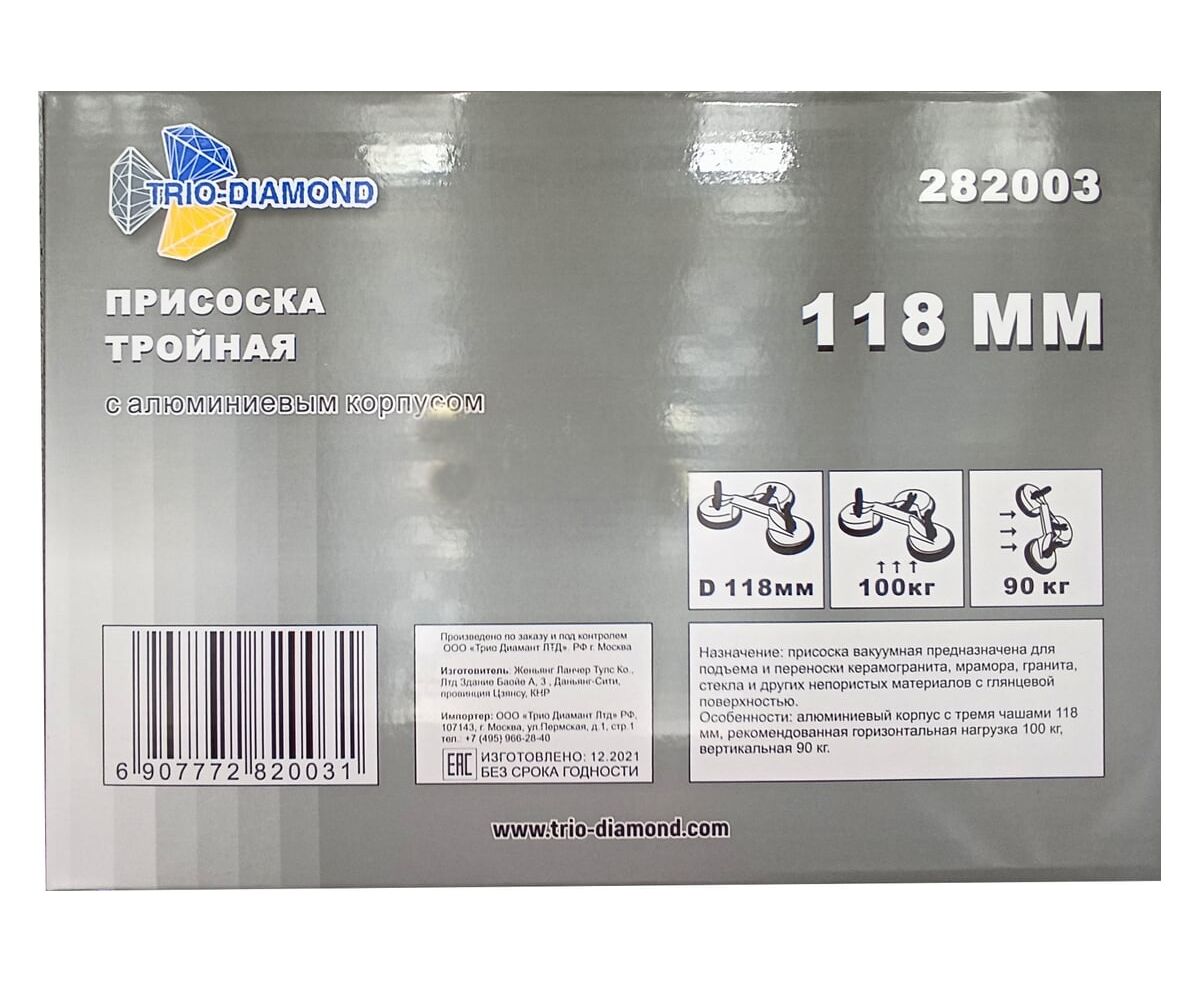 TRIO-DIAMOND
282003
ПРИСОСКА
ТРОЙНАЯ
118 ММ
с алюминиевым корпусом
D 118мм
100кг
90 кг
6 907772 820031
Произведено по заказу и под контролем
ООО «Трио Диамант ЛТД». РФ г. Москва
Изготовитель: Женьянг Ланчер Тулс Ко.,
Лтд Здание Баойе А, 3 , Даньянг-Сити,
провинция Цзянсу, КНР
Импортер: ООО «Трио Диамант Лтд» РФ,
107143, г. Москва, ул.Пермская, д.1, стр.1
тел. +7 (495) 966-28-40
ЕАС ИЗГОТОВЛЕНО: 12.2021
БЕЗ СРОКА ГОДНОСТИ
Назначение: присоска вакуумная предназначена для
подъема и переноски керамогранита, мрамора, гранита,
стекла и других непористых материалов с глянцевой
поверхностью.
Особенности: алюминиевый корпус с тремя чашами 118
мм, рекомендованная горизонтальная нагрузка 100 кг,
вертикальная 90 кг.
www.trio-diamond.com